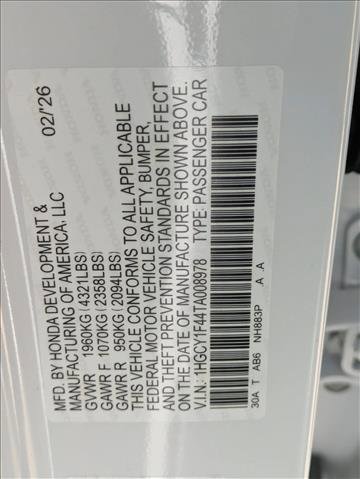 MFD. BY HONDA DEVELOPMENT & 02/'26
MANUFACTURING OF AMERICA, LLC
GVWR 1960KG (4321LBS)
GAWR F 1070KG (2358LBS)
GAWR R 950KG (2094LBS)
THIS VEHICLE CONFORMS TO ALL APPLICABLE
FEDERAL MOTOR VEHICLE SAFETY, BUMPER,
AND THEFT PREVENTION STANDARDS IN EFFECT
ON THE DATE OF MANUFACTURE SHOWN ABOVE.
V.I.N.: 1HGCY1F44TA008978 TYPE: PASSENGER CAR
30A T AB6 NH883P A A